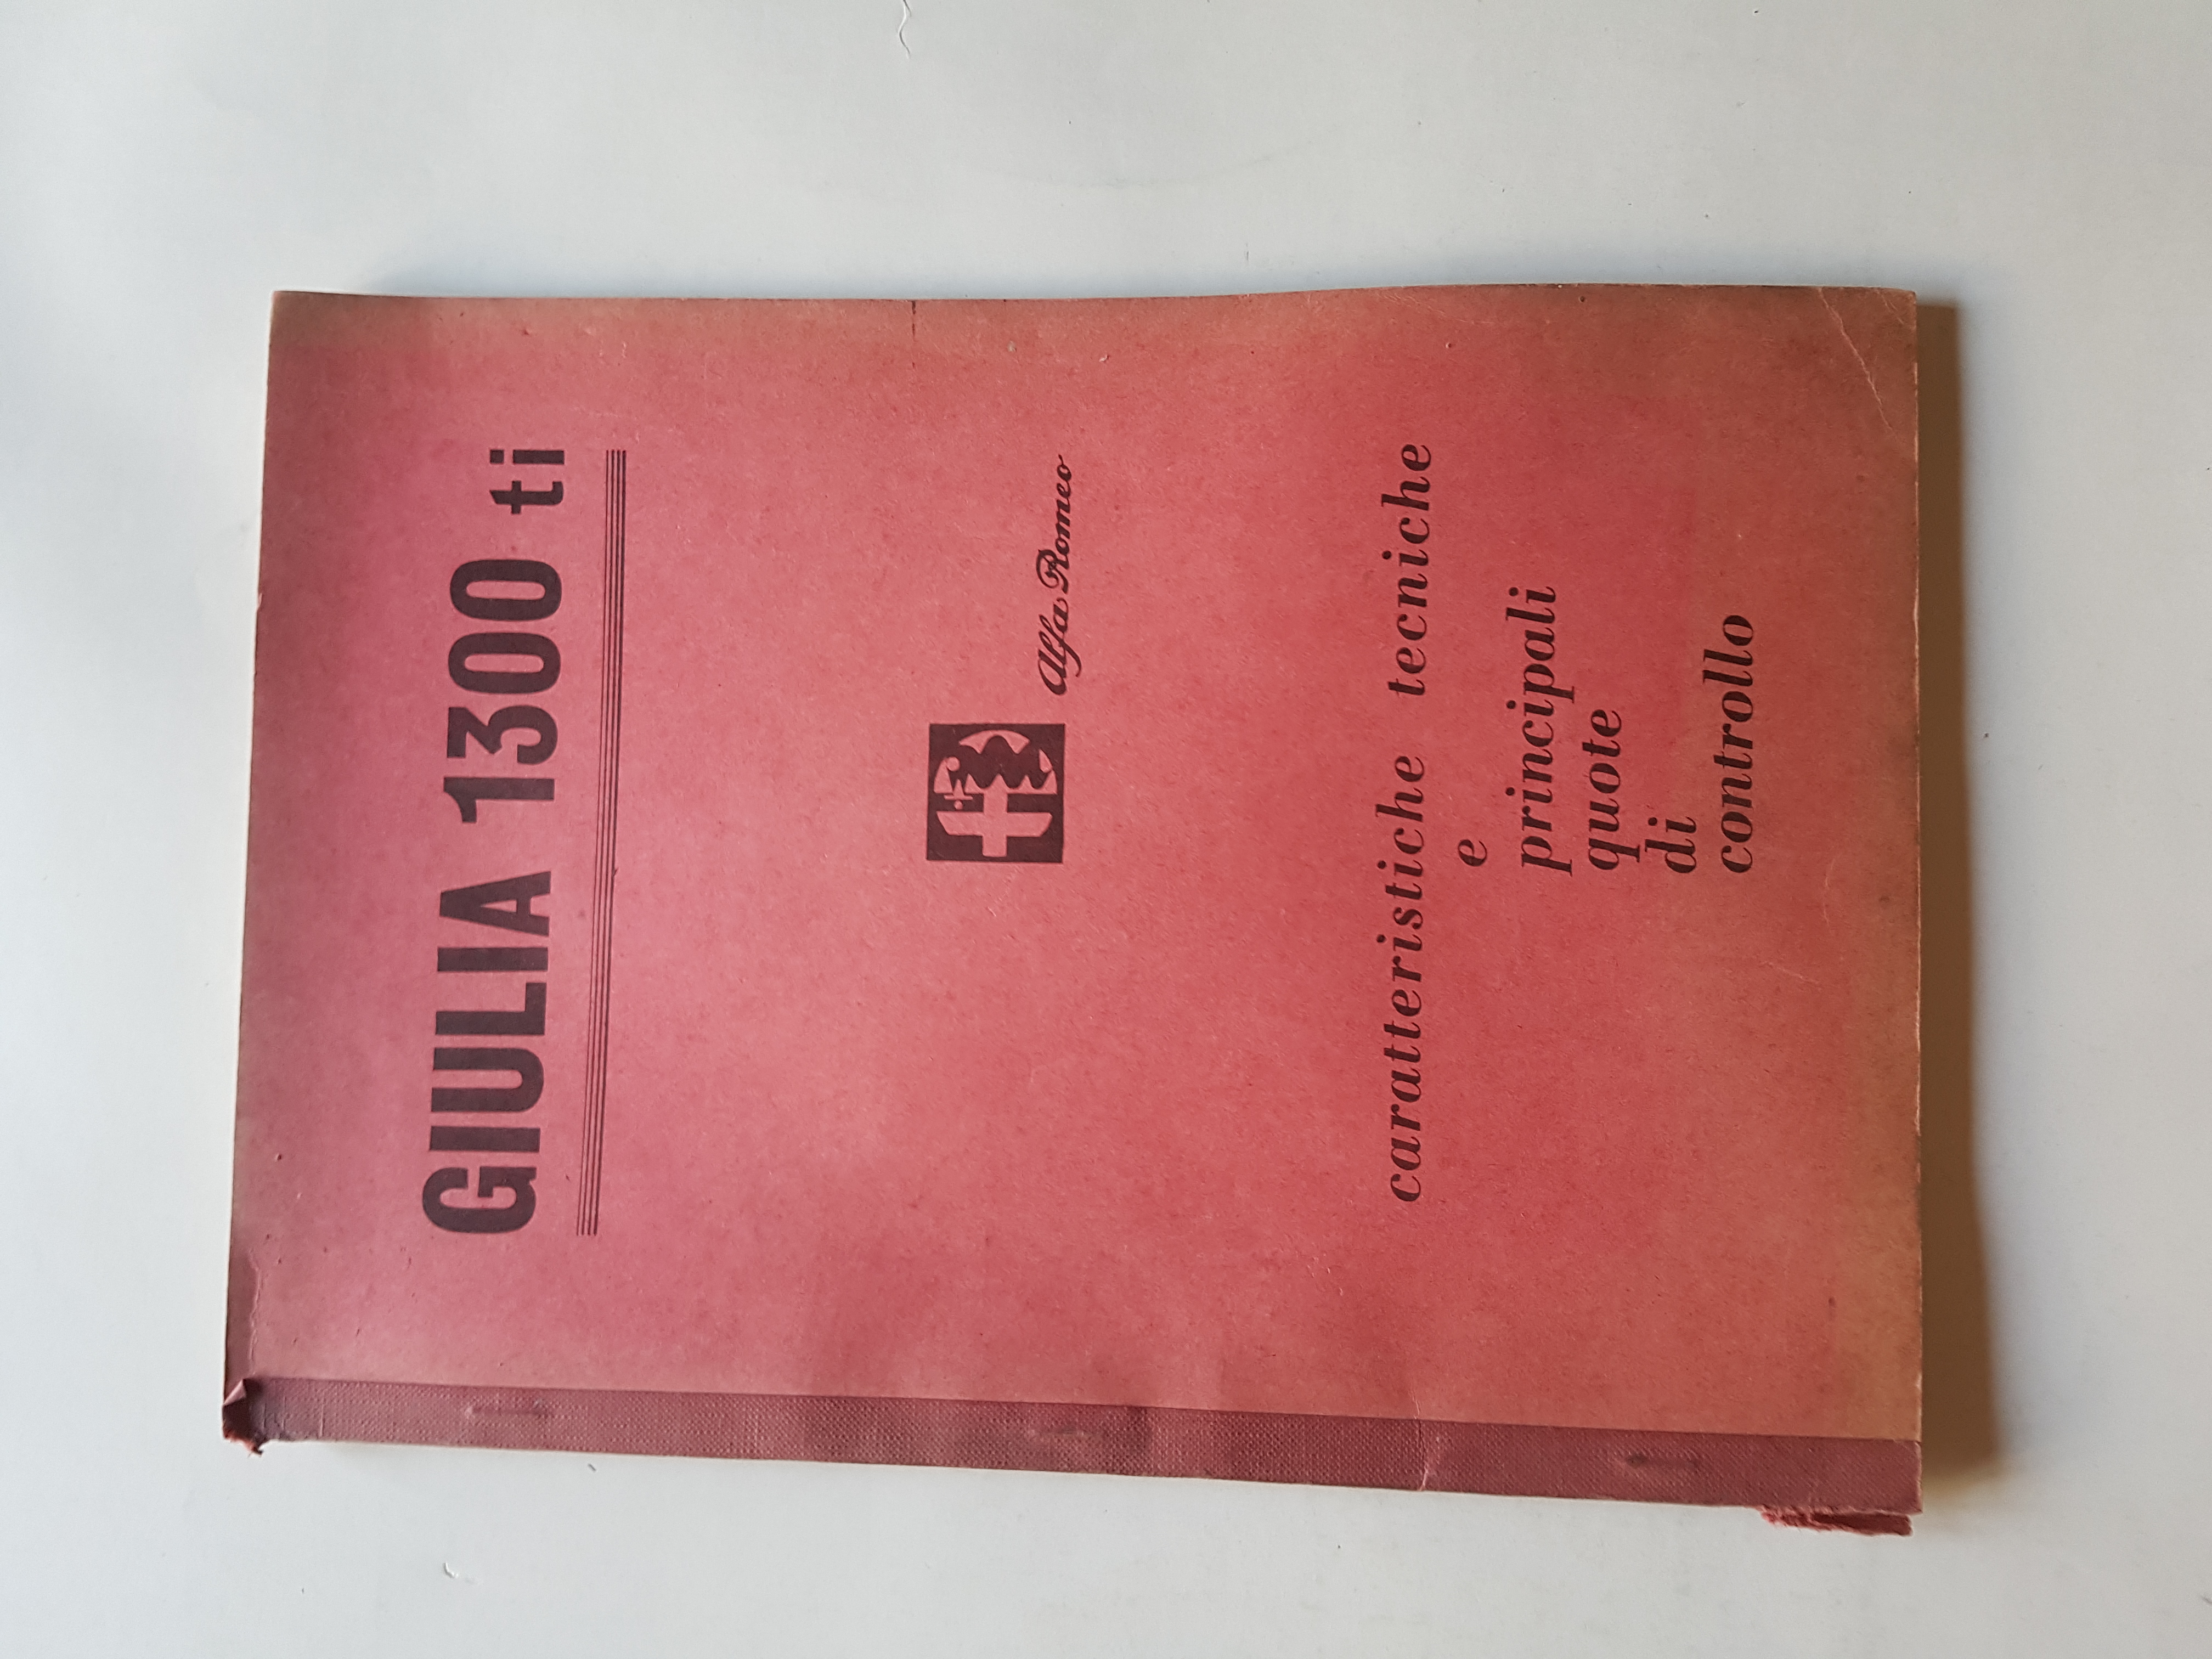 GIULIA 1300 ti
Alfa Romeo
caratteristiche tecniche
e
principali
quote
di
controllo